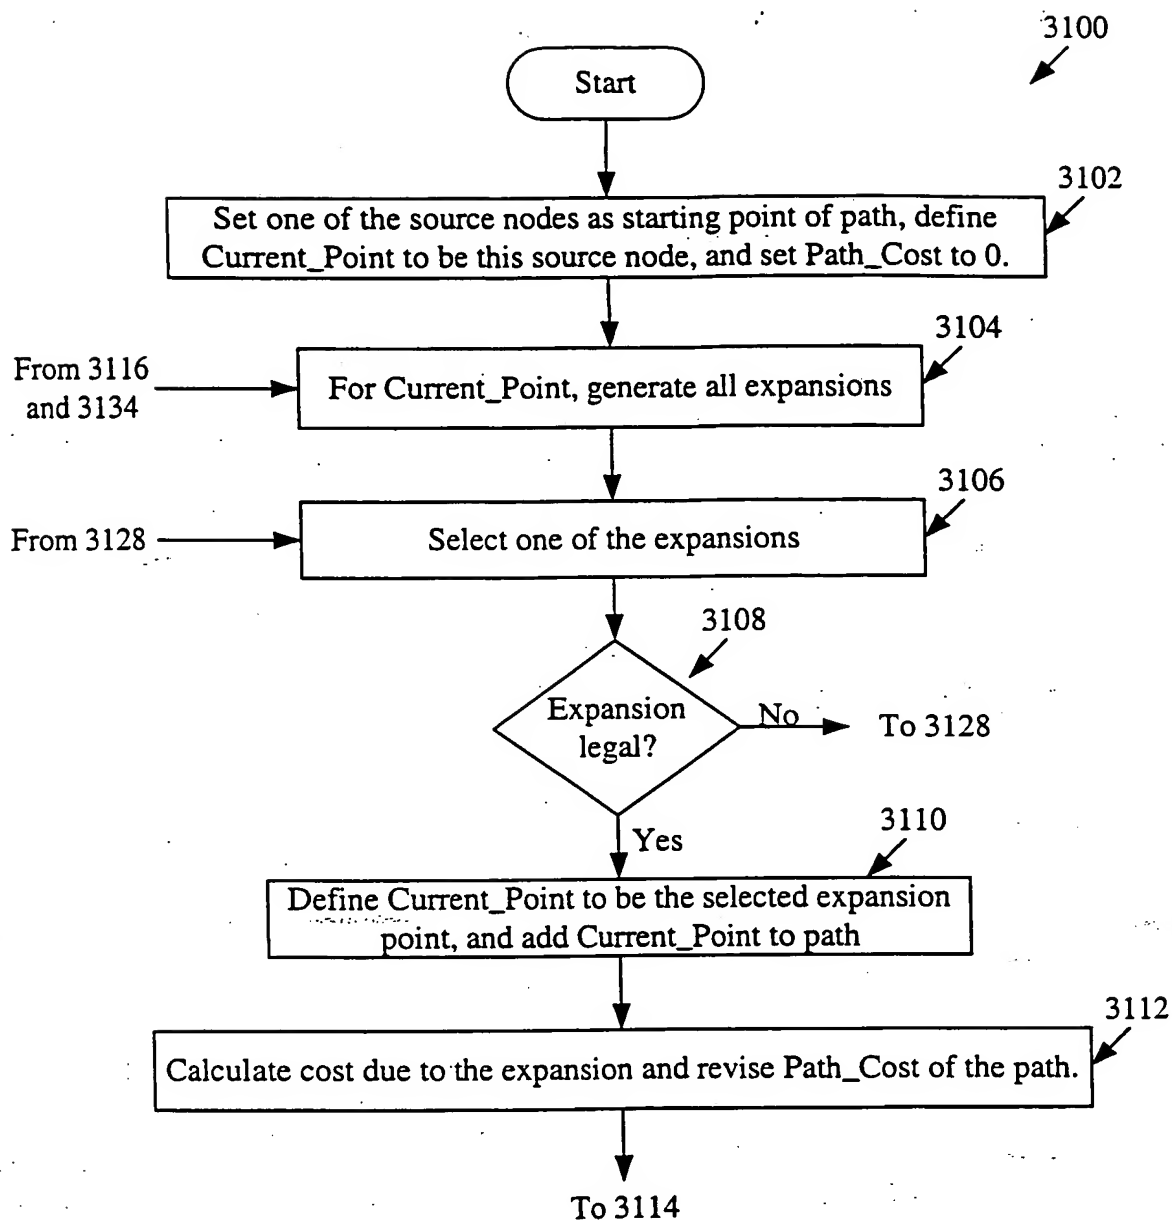 3100
Start
3102
Set one of the source nodes as starting point of path, define
Current_Point to be this source node, and set Path_Cost to 0.
3104
From 3116
and 3134
For Current_Point, generate all expansions
3106
From 3128
Select one of the expansions
3108
Expansion
legal?
No
To 3128
Yes
3110
Define Current_Point to be the selected expansion
point, and add Current_Point to path
3112
Calculate cost due to the expansion and revise Path_Cost of the path.
To 3114